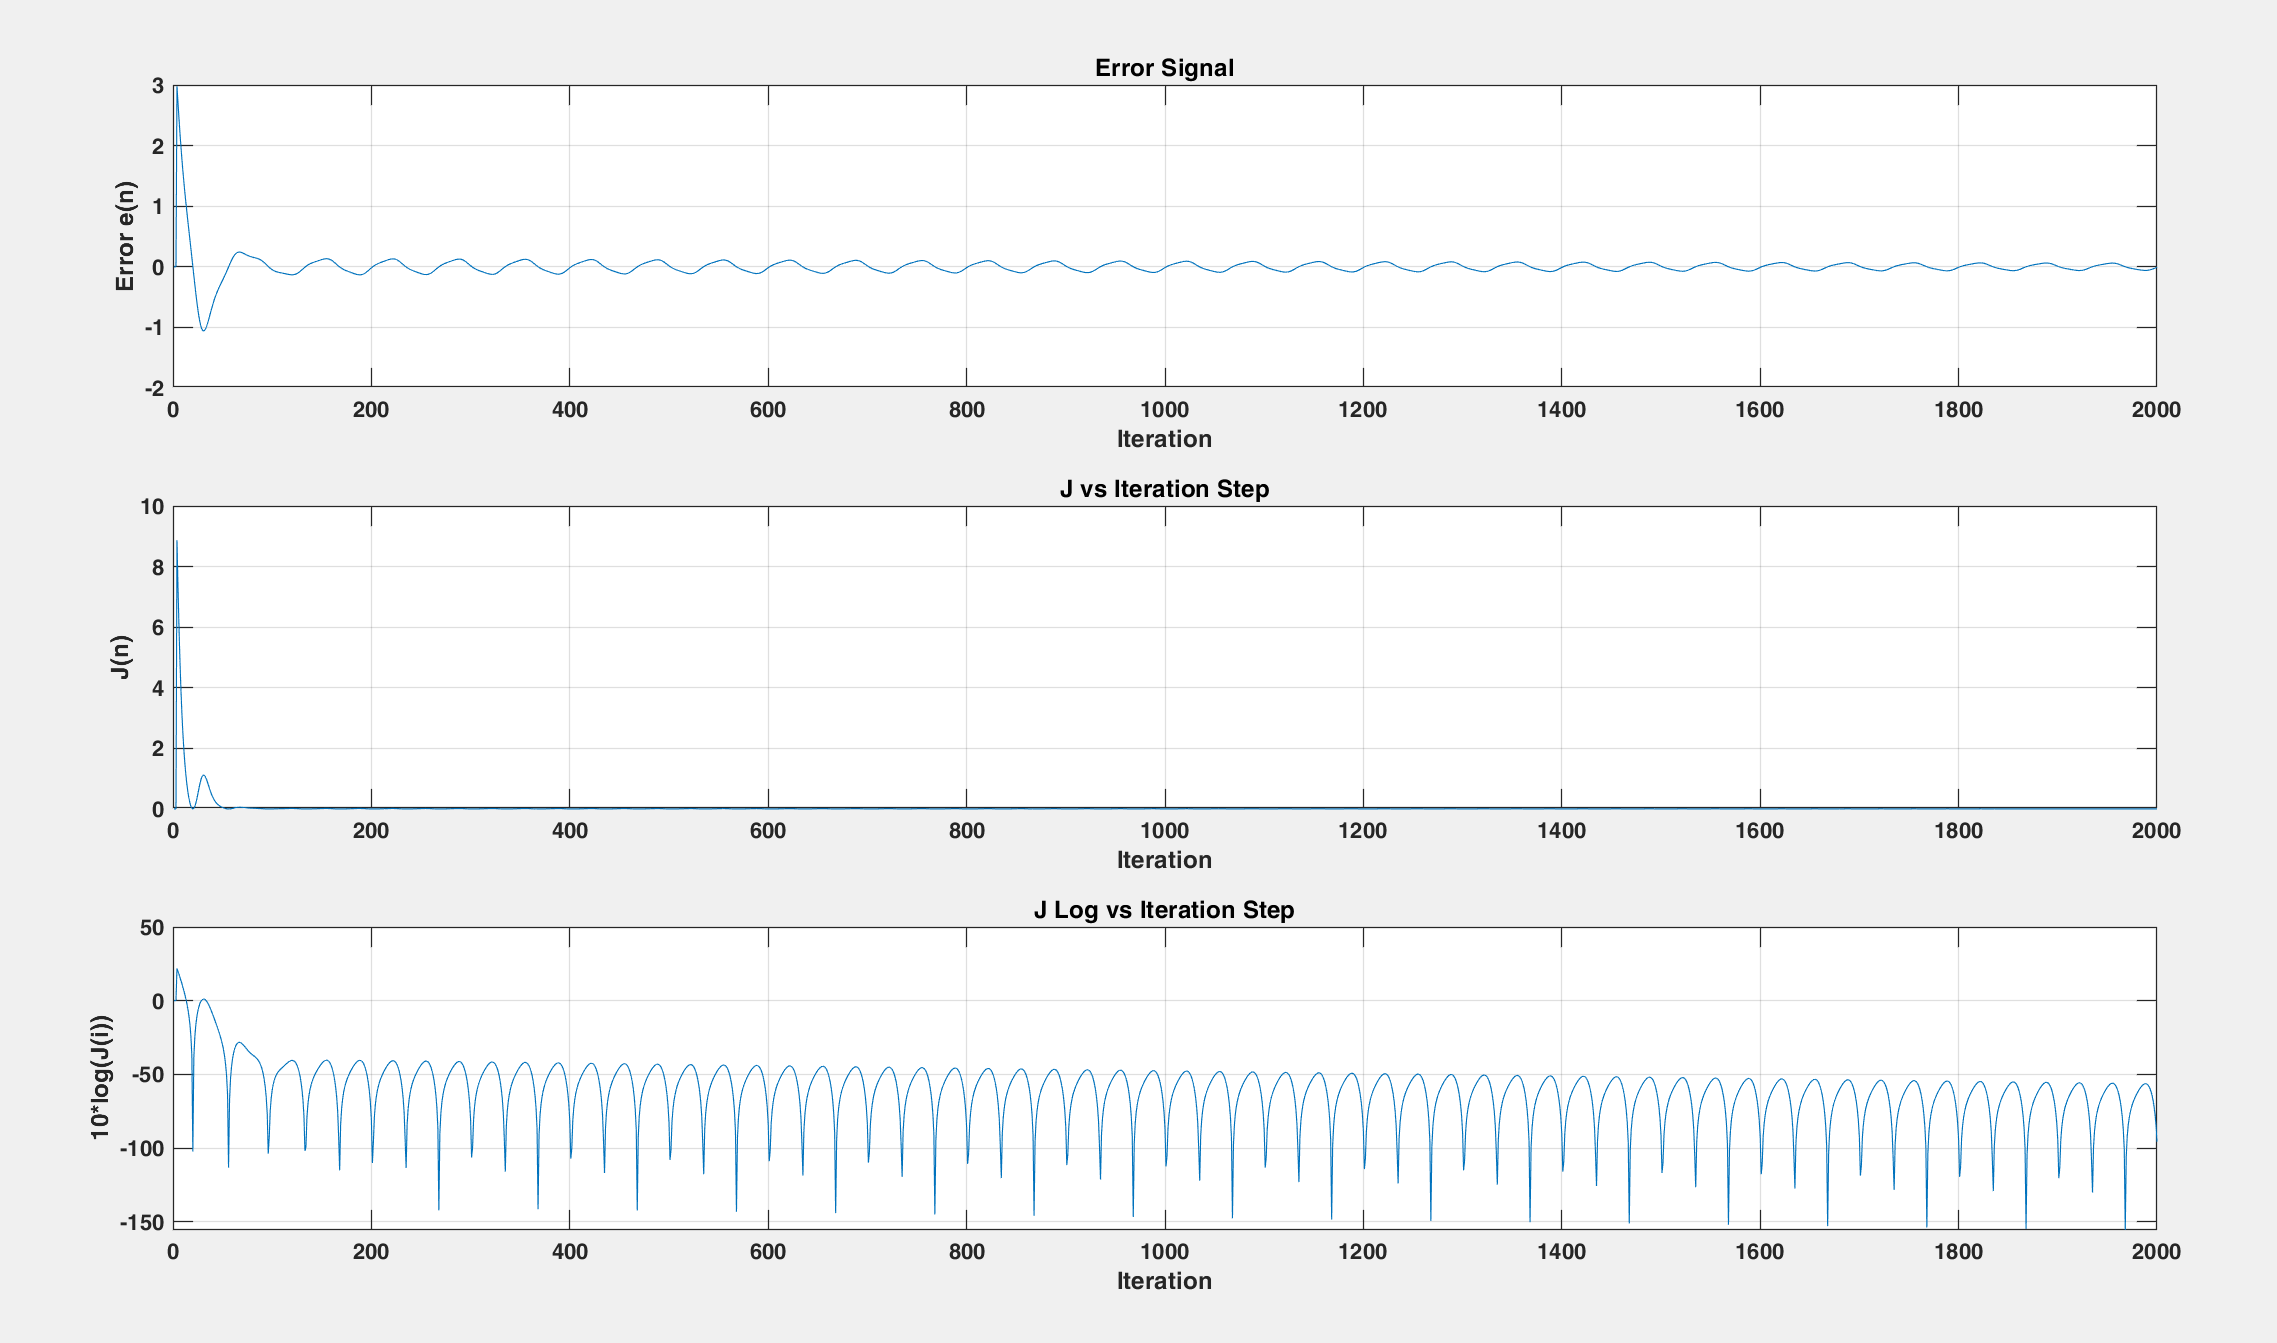 Error Signal
3
2
1
0
-1
-2
Error e(n)
0 200 400 600 800 1000 1200 1400 1600 1800 2000
Iteration
J vs Iteration Step
10
8
6
4
2
0
J(n)
0 200 400 600 800 1000 1200 1400 1600 1800 2000
Iteration
J Log vs Iteration Step
50
0
-50
-100
-150
10*log(J(i))
0 200 400 600 800 1000 1200 1400 1600 1800 2000
Iteration